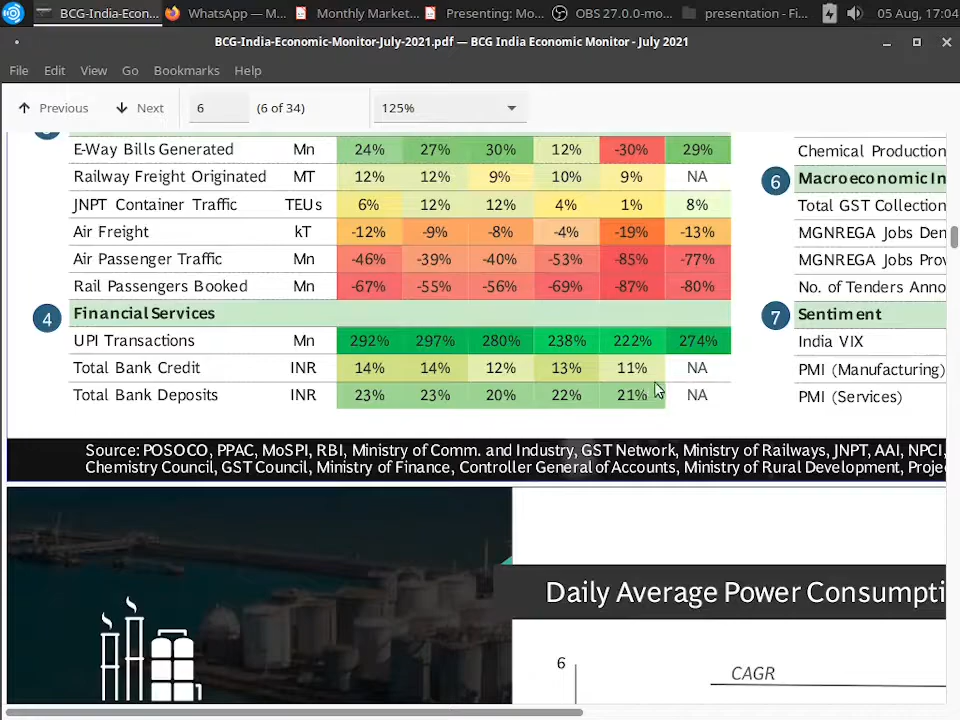 BCG-India-Econ...
WhatsApp — M...
Monthly Market...
Presenting: Mo...
OBS 27.0.0-mo...
presentation - Fi...
05 Aug, 17:04
BCG-India-Economic-Monitor-July-2021.pdf — BCG India Economic Monitor - July 2021
File Edit View Go Bookmarks Help
Previous Next 6 (6 of 34) 125%
E-Way Bills Generated Mn 24% 27% 30% 12% -30% 29%
Railway Freight Originated MT 12% 12% 9% 10% 9% NA
JNPT Container Traffic TEUs 6% 12% 12% 4% 1% 8%
Air Freight kT -12% -9% -8% -4% -19% -13%
Air Passenger Traffic Mn -46% -39% -40% -53% -85% -77%
Rail Passengers Booked Mn -67% -55% -56% -69% -87% -80%
4 Financial Services
UPI Transactions Mn 292% 297% 280% 238% 222% 274%
Total Bank Credit INR 14% 14% 12% 13% 11% NA
Total Bank Deposits INR 23% 23% 20% 22% 21% NA
Chemical Production
6 Macroeconomic In
Total GST Collection
MGNREGA Jobs Den
MGNREGA Jobs Prov
No. of Tenders Anno
7 Sentiment
India VIX
PMI (Manufacturing)
PMI (Services)
Source: POSOCO, PPAC, MoSPI, RBI, Ministry of Comm. and Industry, GST Network, Ministry of Railways, JNPT, AAI, NPCI,
Chemistry Council, GST Council, Ministry of Finance, Controller General of Accounts, Ministry of Rural Development, Proje
Daily Average Power Consumpti
6
CAGR